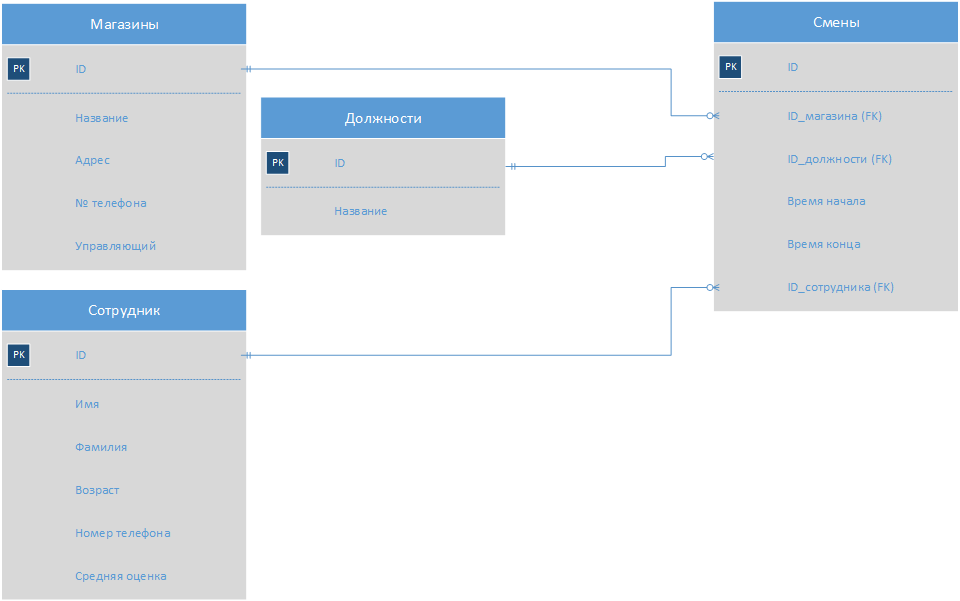 Магазины
PK
ID
Название
Адрес
№ телефона
Управляющий
Должности
PK
ID
Название
Смены
PK
ID
ID_магазина (FK)
ID_должности (FK)
Время начала
Время конца
ID_сотрудника (FK)
Сотрудник
PK
ID
Имя
Фамилия
Возраст
Номер телефона
Средняя оценка